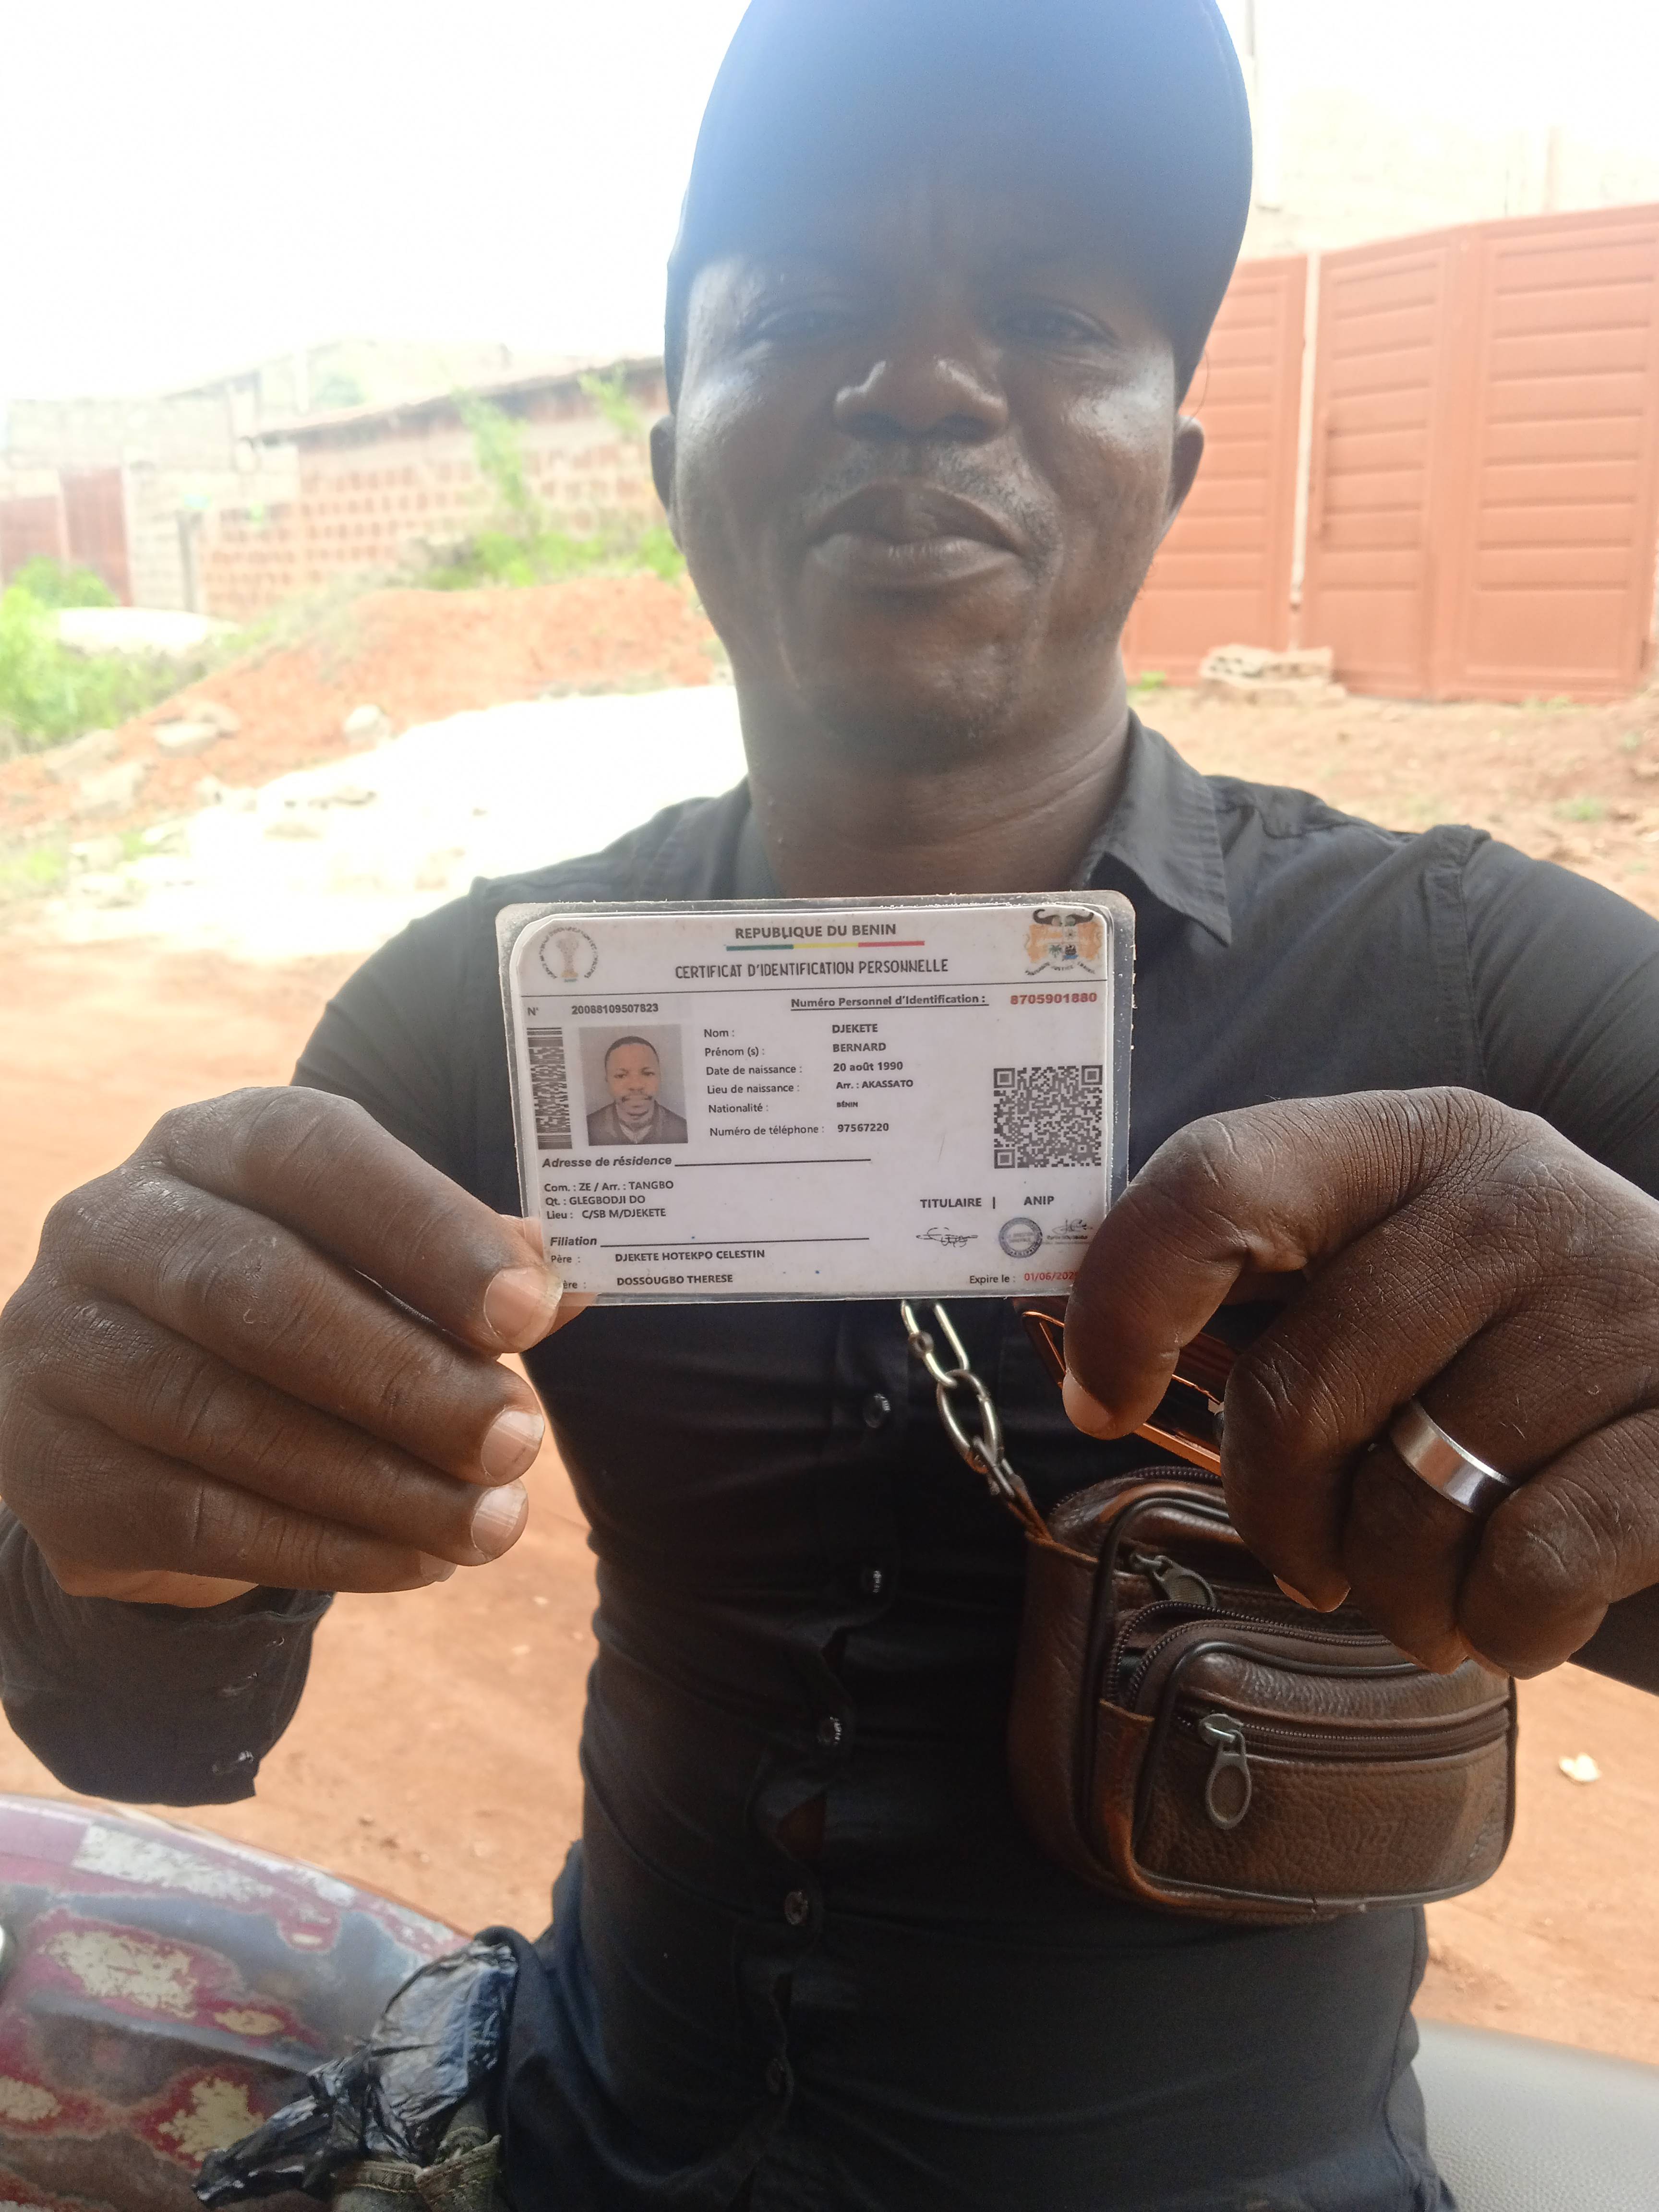 REPUBLIQUE DU BENIN
CERTIFICAT D'IDENTIFICATION PERSONNELLE
N° 20088109507823
Numéro Personnel d'Identification : 8705901880
Nom : DJEKETE
Prénom (s) : BERNARD
Date de naissance : 20 août 1990
Lieu de naissance : Arr. : AKASSATO
Nationalité : BÉNIN
Numéro de téléphone : 97567220
Adresse de résidence
Com. : ZE / Arr. : TANGBO
Qt. : GLEGBODJI DO
Lieu : C/SB M/DJEKETE
TITULAIRE | ANIP
Filiation
Père : DJEKETE HOTEKPO CELESTIN
ère : DOSSOUGBO THERESE
Expire le : 01/06/202